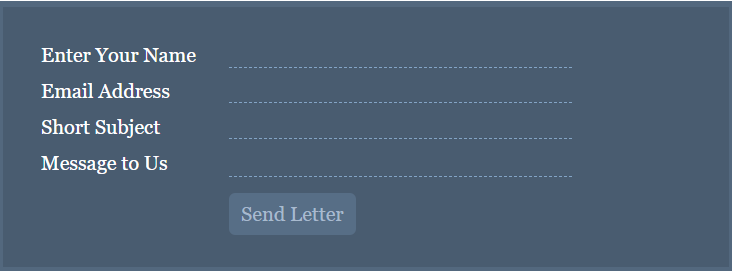 Enter Your Name
Email Address
Short Subject
Message to Us
Send Letter